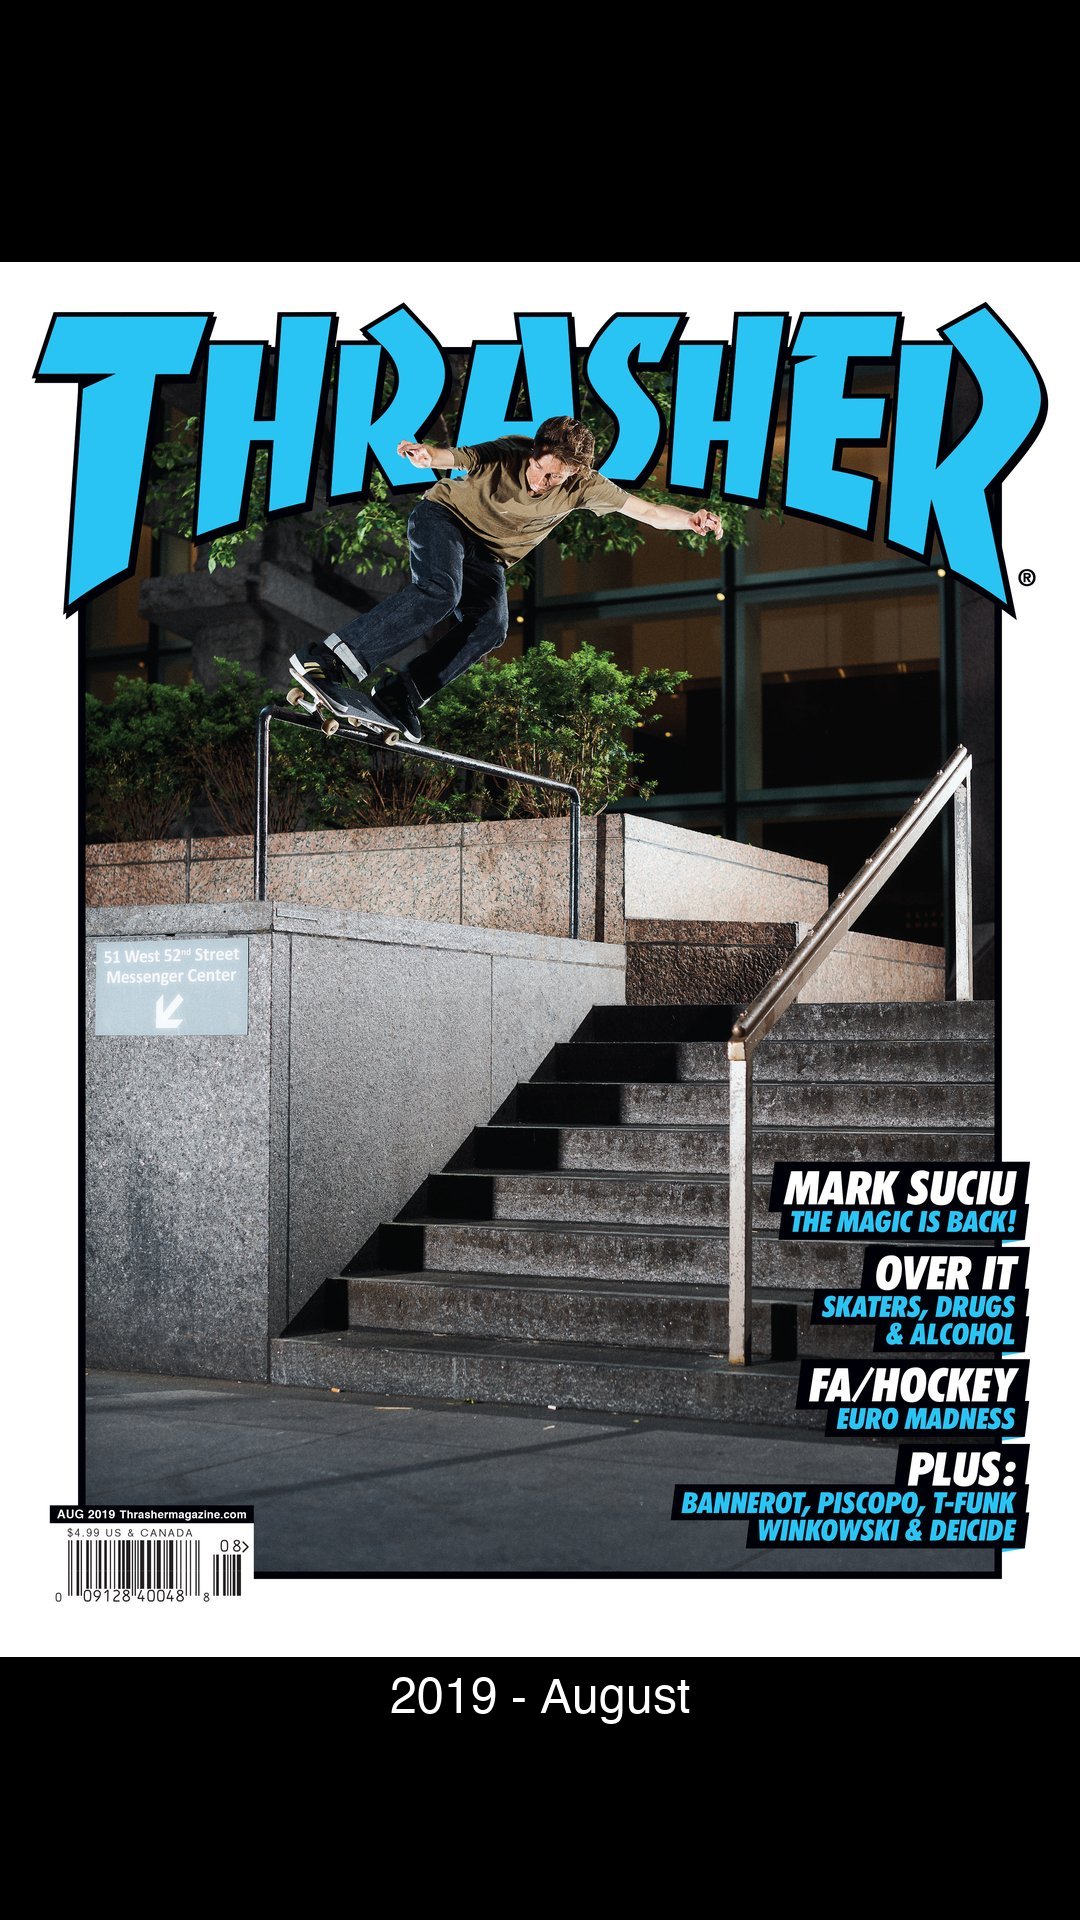 THRASHER
®
51 West 52nd Street
Messenger Center
MARK SUCIU
THE MAGIC IS BACK!
OVER IT
SKATERS, DRUGS
& ALCOHOL
FA/HOCKEY
EURO MADNESS
PLUS:
BANNEROT, PISCOPO, T-FUNK
WINKOWSKI & DEICIDE
AUG 2019 Thrashermagazine.com
$4.99 US & CANADA
08>
0 09128 40048 8
2019 - August